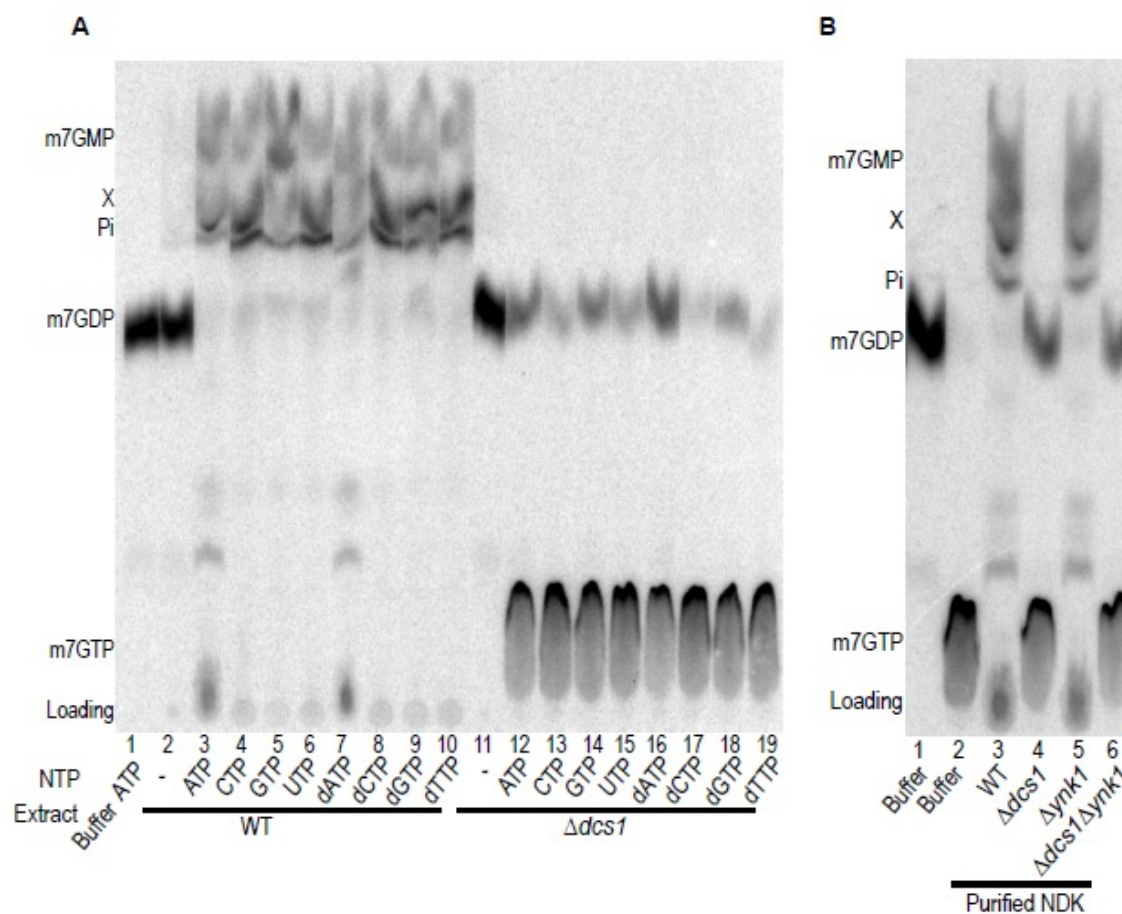 A
B
m7GMP
X
Pi
m7GDP
m7GTP
Loading
1 2 3 4 5 6 7 8 9 10 11 12 13 14 15 16 17 18 19
NTP ATP - ATP CTP GTP UTP dATP dCTP dGTP dTTP - ATP CTP GTP UTP dATP dCTP dGTP dTTP
Extract Buffer WT Δdcs1
m7GMP
X
Pi
m7GDP
m7GTP
Loading
1 2 3 4 5 6
Buffer Buffer WT Δdcs1 Δynk1 Δdcs1Δynk1
Purified NDK